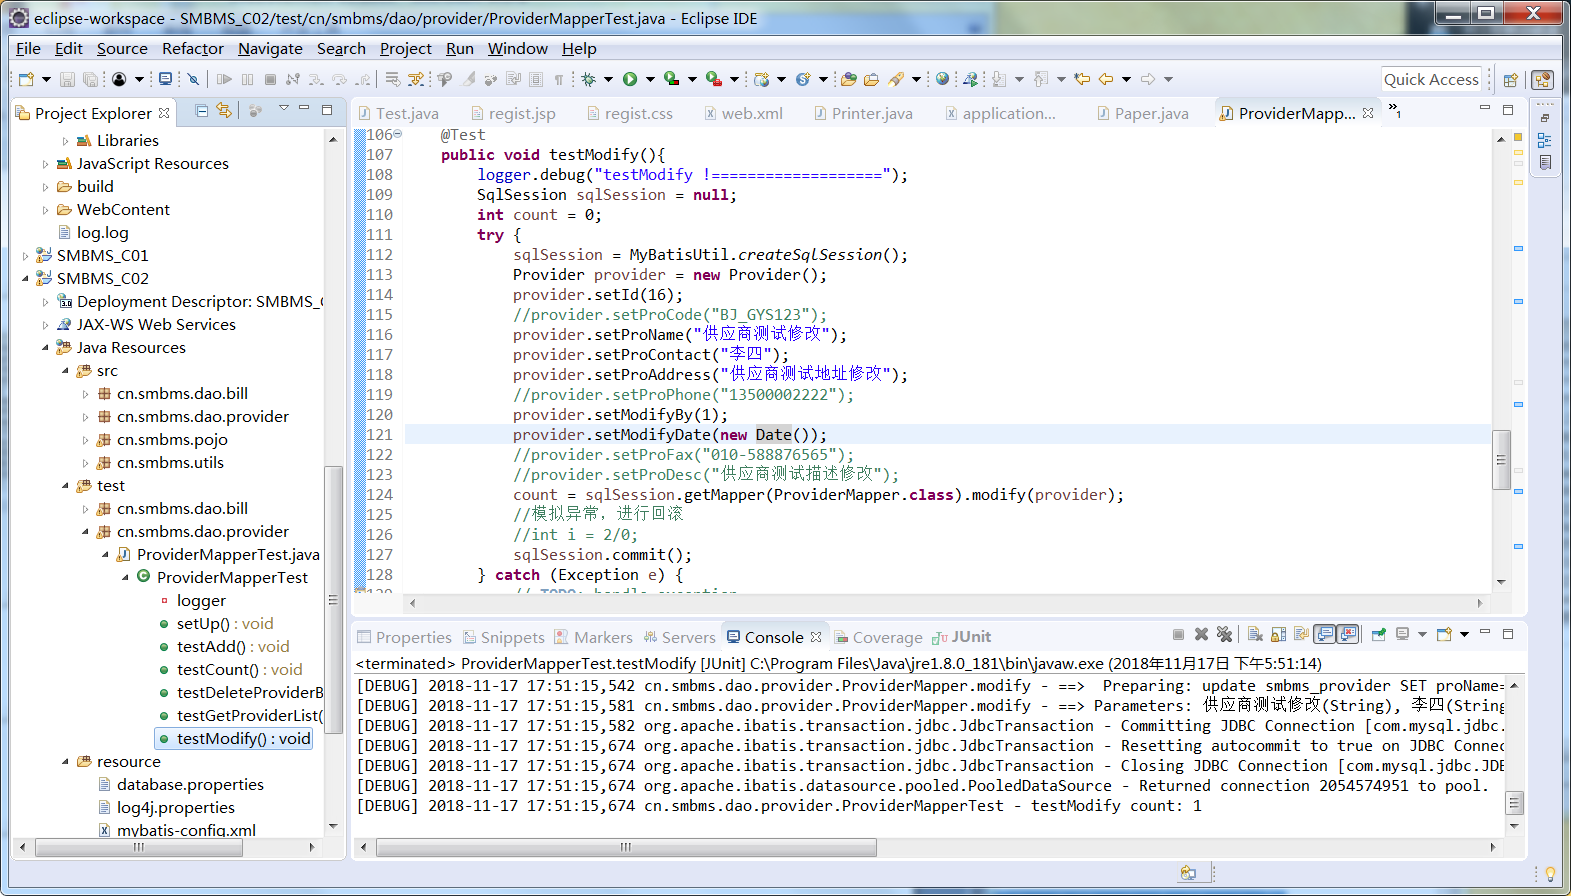 eclipse-workspace - SMBMS_C02/test/cn/smbms/dao/provider/ProviderMapperTest.java - Eclipse IDE
File Edit Source Refactor Navigate Search Project Run Window Help
Quick Access
Project Explorer
Libraries
JavaScript Resources
build
WebContent
log.log
SMBMS_C01
SMBMS_C02
Deployment Descriptor: SMBMS_C
JAX-WS Web Services
Java Resources
src
cn.smbms.dao.bill
cn.smbms.dao.provider
cn.smbms.pojo
cn.smbms.utils
test
cn.smbms.dao.bill
cn.smbms.dao.provider
ProviderMapperTest.java
ProviderMapperTest
logger
setUp() : void
testAdd() : void
testCount() : void
testDeleteProviderB
testGetProviderList(
testModify() : void
resource
database.properties
log4j.properties
mybatis-config.xml
Test.java regist.jsp regist.css web.xml Printer.java application... Paper.java ProviderMapp... »1
106 @Test
107 public void testModify(){
108 logger.debug("testModify !===================");
109 SqlSession sqlSession = null;
110 int count = 0;
111 try {
112 sqlSession = MyBatisUtil.createSqlSession();
113 Provider provider = new Provider();
114 provider.setId(16);
115 //provider.setProCode("BJ_GYS123");
116 provider.setProName("供应商测试修改");
117 provider.setProContact("李四");
118 provider.setProAddress("供应商测试地址修改");
119 //provider.setProPhone("13500002222");
120 provider.setModifyBy(1);
121 provider.setModifyDate(new Date());
122 //provider.setProFax("010-588876565");
123 //provider.setProDesc("供应商测试描述修改");
124 count = sqlSession.getMapper(ProviderMapper.class).modify(provider);
125 //模拟异常，进行回滚
126 //int i = 2/0;
127 sqlSession.commit();
128 } catch (Exception e) {
129 // TODO: handle exception
Properties Snippets Markers Servers Console Coverage JUnit
<terminated> ProviderMapperTest.testModify [JUnit] C:\Program Files\Java\jre1.8.0_181\bin\javaw.exe (2018年11月17日 下午5:51:14)
[DEBUG] 2018-11-17 17:51:15,542 cn.smbms.dao.provider.ProviderMapper.modify - ==>  Preparing: update smbms_provider SET proName=
[DEBUG] 2018-11-17 17:51:15,581 cn.smbms.dao.provider.ProviderMapper.modify - ==> Parameters: 供应商测试修改(String), 李四(String
[DEBUG] 2018-11-17 17:51:15,582 org.apache.ibatis.transaction.jdbc.JdbcTransaction - Committing JDBC Connection [com.mysql.jdbc.
[DEBUG] 2018-11-17 17:51:15,674 org.apache.ibatis.transaction.jdbc.JdbcTransaction - Resetting autocommit to true on JDBC Connec
[DEBUG] 2018-11-17 17:51:15,674 org.apache.ibatis.transaction.jdbc.JdbcTransaction - Closing JDBC Connection [com.mysql.jdbc.JDB
[DEBUG] 2018-11-17 17:51:15,674 org.apache.ibatis.datasource.pooled.PooledDataSource - Returned connection 2054574951 to pool.
[DEBUG] 2018-11-17 17:51:15,674 cn.smbms.dao.provider.ProviderMapperTest - testModify count: 1